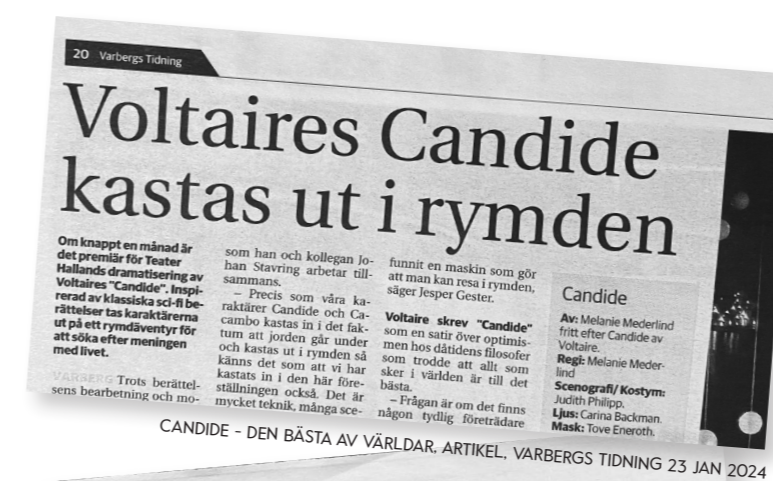 20 Varbergs Tidning
Voltaires Candide
kastas ut i rymden
Om knappt en månad är
det premiär för Teater
Hallands dramatisering av
Voltaires "Candide". Inspi-
rerad av klassiska sci-fi be-
rättelser tas karaktärerna
ut på ett rymdäventyr för
att söka efter meningen
med livet.
VARBERG Trots berättel-
sens bearbetning och mo-
som han och kollegan Jo-
han Stavring arbetar till-
sammans.
– Precis som våra ka-
raktärer Candide och Ca-
cambo kastas in i det fak-
tum att jorden går under
och kastas ut i rymden så
känns det som att vi har
kastats in i den här före-
ställningen också. Det är
mycket teknik, många sce-
funnit en maskin som gör
att man kan resa i rymden,
säger Jesper Gester.
Voltaire skrev "Candide"
som en satir över optimis-
men hos dåtidens filosofer
som trodde att allt som
sker i världen är till det
bästa.
– Frågan är om det finns
någon tydlig företrädare
Candide
Av: Melanie Mederlind
fritt efter Candide av
Voltaire.
Regi: Melanie Meder-
lind
Scenografi/Kostym:
Judith Philipp.
Ljus: Carina Backman.
Mask: Tove Eneroth.
CANDIDE - DEN BÄSTA AV VÄRLDAR, ARTIKEL, VARBERGS TIDNING 23 JAN 2024